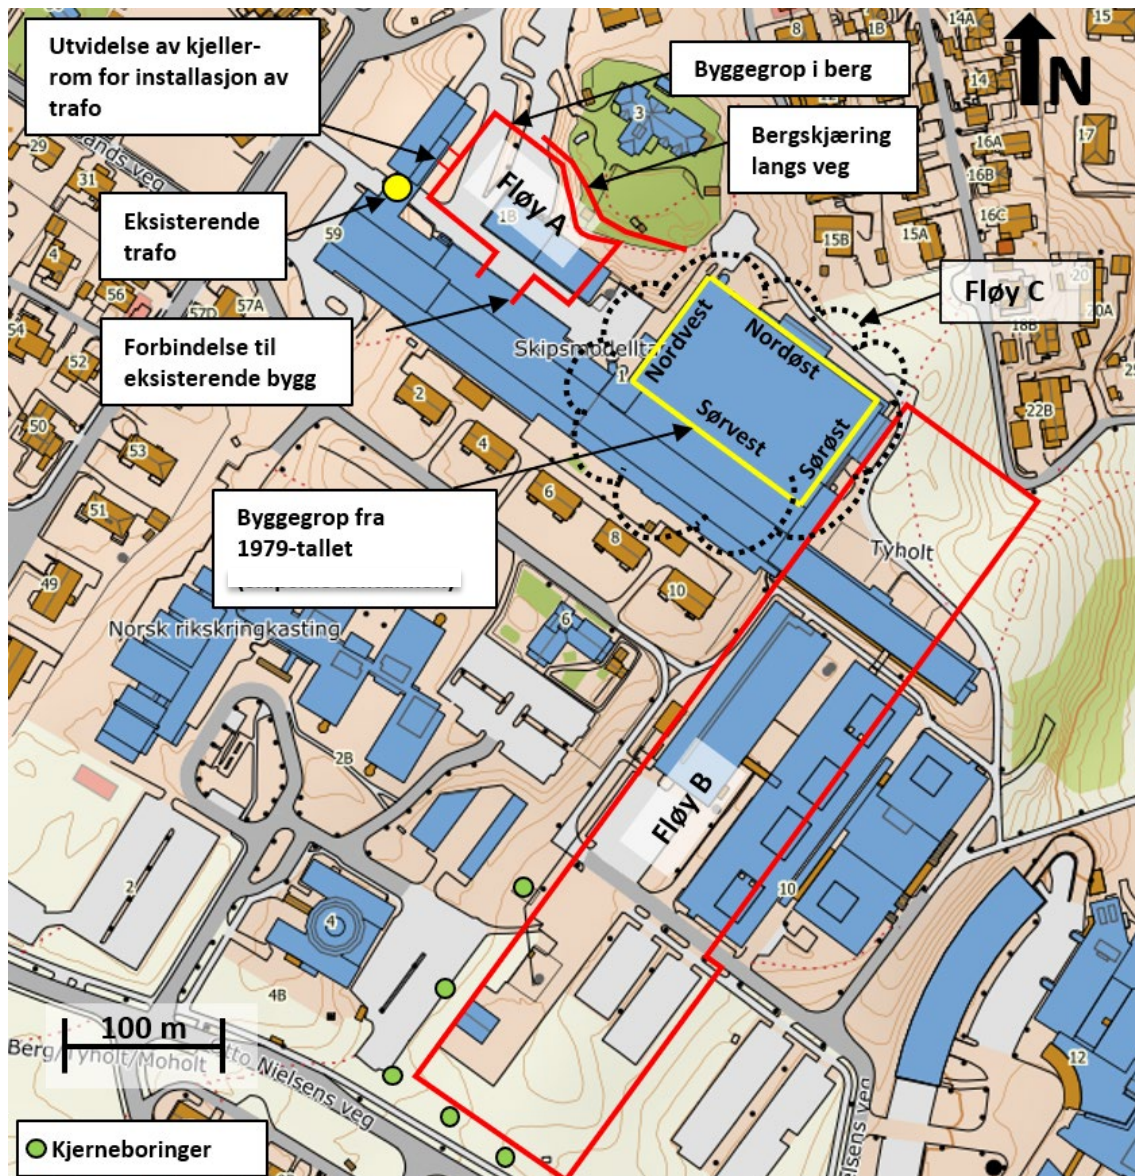 Utvidelse av kjeller-
rom for installasjon av
trafo
Byggegrop i berg
N
Bergskjæring
langs veg
Eksisterende
trafo
Fløy A
1B
Fløy C
Forbindelse til
eksisterende bygg
Nordvest
Nordøst
Sørvest
Sørøst
Byggegrop fra
1979-tallet
Norsk rikskringkasting
Tyholt
Fløy B
100 m
Berg/Tyholt/Moholt
Otto Nielsens veg
Kjerneboringer
3
8
1B
14A
15
14
16A
16B
17
16C
15B
15A
20
20A
18B
22B
29
31
59
4
56
57D
57A
54
52
50
53
51
49
2
4
6
8
10
6
2B
2
4
4B
10
12